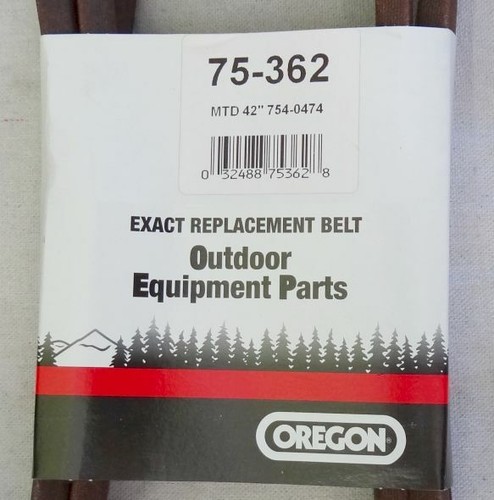 75-362
MTD 42" 754-0474
0 32488 75362 8
EXACT REPLACEMENT BELT
Outdoor
Equipment Parts
OREGON®